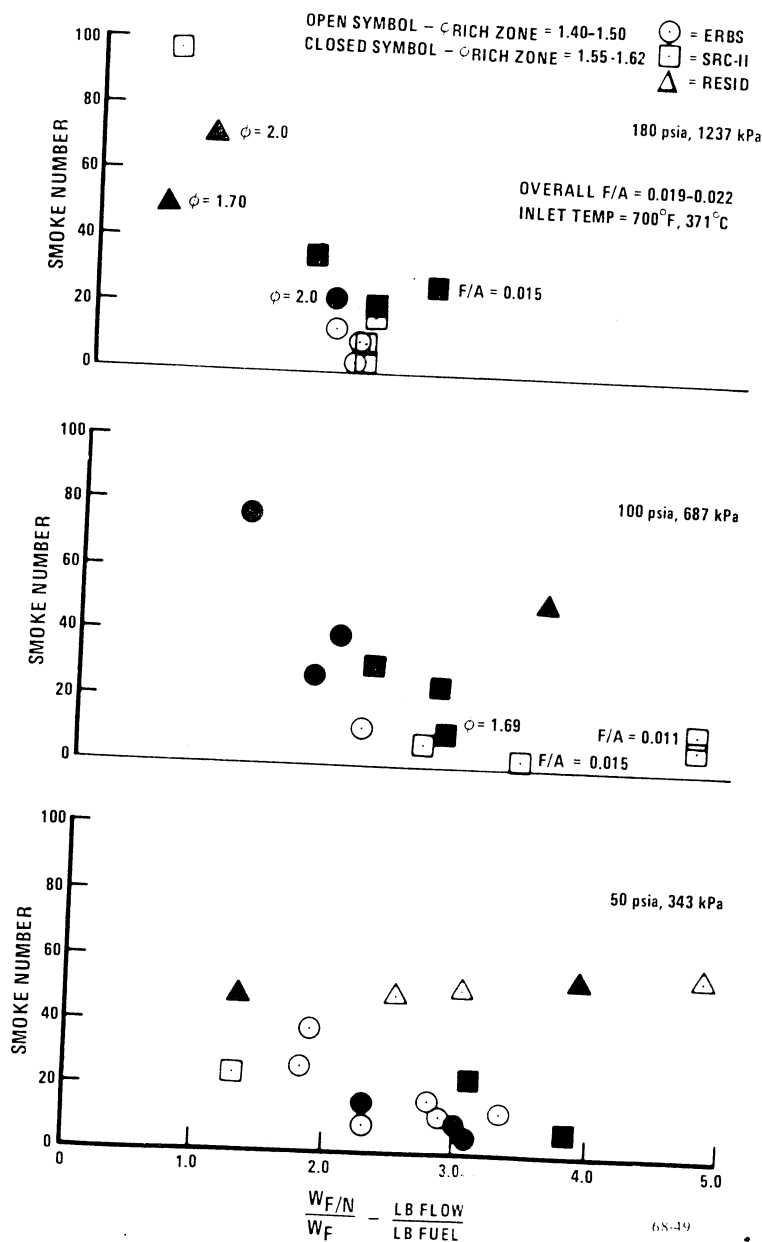 OPEN SYMBOL – φRICH ZONE = 1.40-1.50
CLOSED SYMBOL – φRICH ZONE = 1.55-1.62
= ERBS
= SRC-II
= RESID
180 psia, 1237 kPa
OVERALL F/A = 0.019-0.022
INLET TEMP = 700°F, 371°C
SMOKE NUMBER
100
80
60
40
20
0
φ = 2.0
φ = 1.70
φ = 2.0
F/A = 0.015
100 psia, 687 kPa
SMOKE NUMBER
100
80
60
40
20
0
φ = 1.69
F/A = 0.011
F/A = 0.015
50 psia, 343 kPa
SMOKE NUMBER
100
80
60
40
20
0
0 1.0 2.0 3.0 4.0 5.0
WF/N LB FLOW
–
WF LB FUEL
68-49